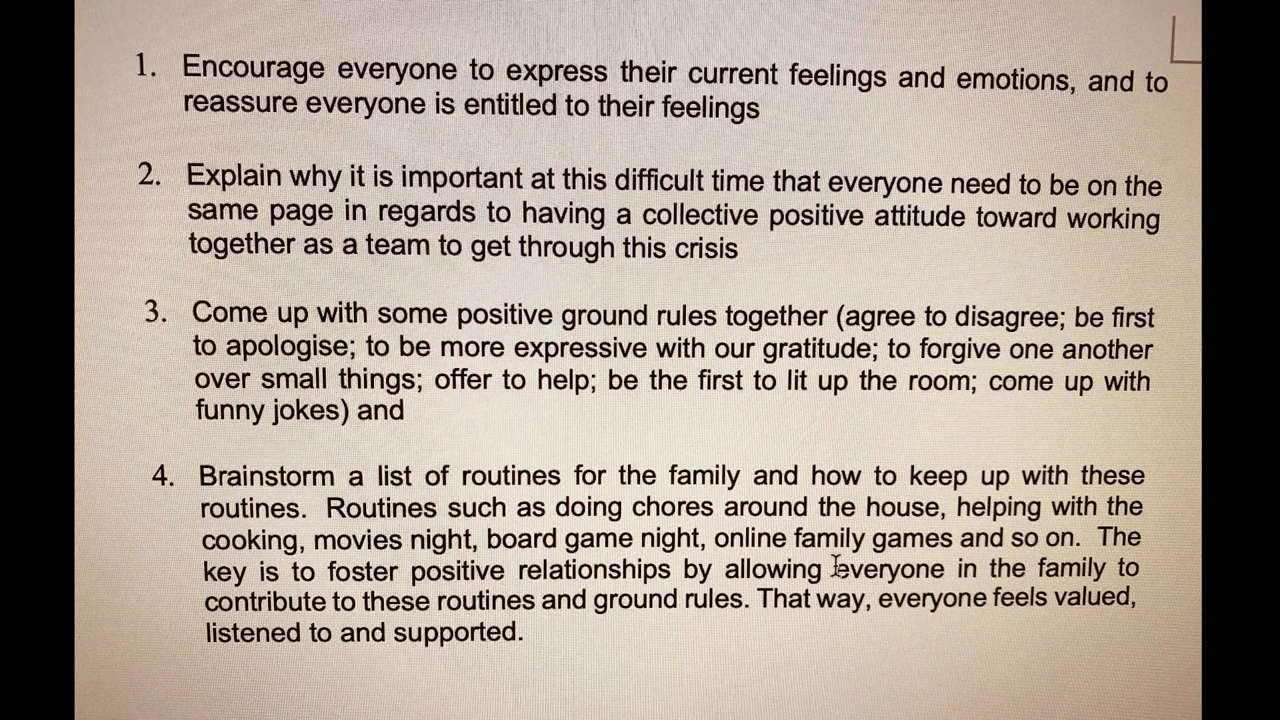 1. Encourage everyone to express their current feelings and emotions, and to
reassure everyone is entitled to their feelings
2. Explain why it is important at this difficult time that everyone need to be on the
same page in regards to having a collective positive attitude toward working
together as a team to get through this crisis
3. Come up with some positive ground rules together (agree to disagree; be first
to apologise; to be more expressive with our gratitude; to forgive one another
over small things; offer to help; be the first to lit up the room; come up with
funny jokes) and
4. Brainstorm a list of routines for the family and how to keep up with these
routines. Routines such as doing chores around the house, helping with the
cooking, movies night, board game night, online family games and so on. The
key is to foster positive relationships by allowing everyone in the family to
contribute to these routines and ground rules. That way, everyone feels valued,
listened to and supported.